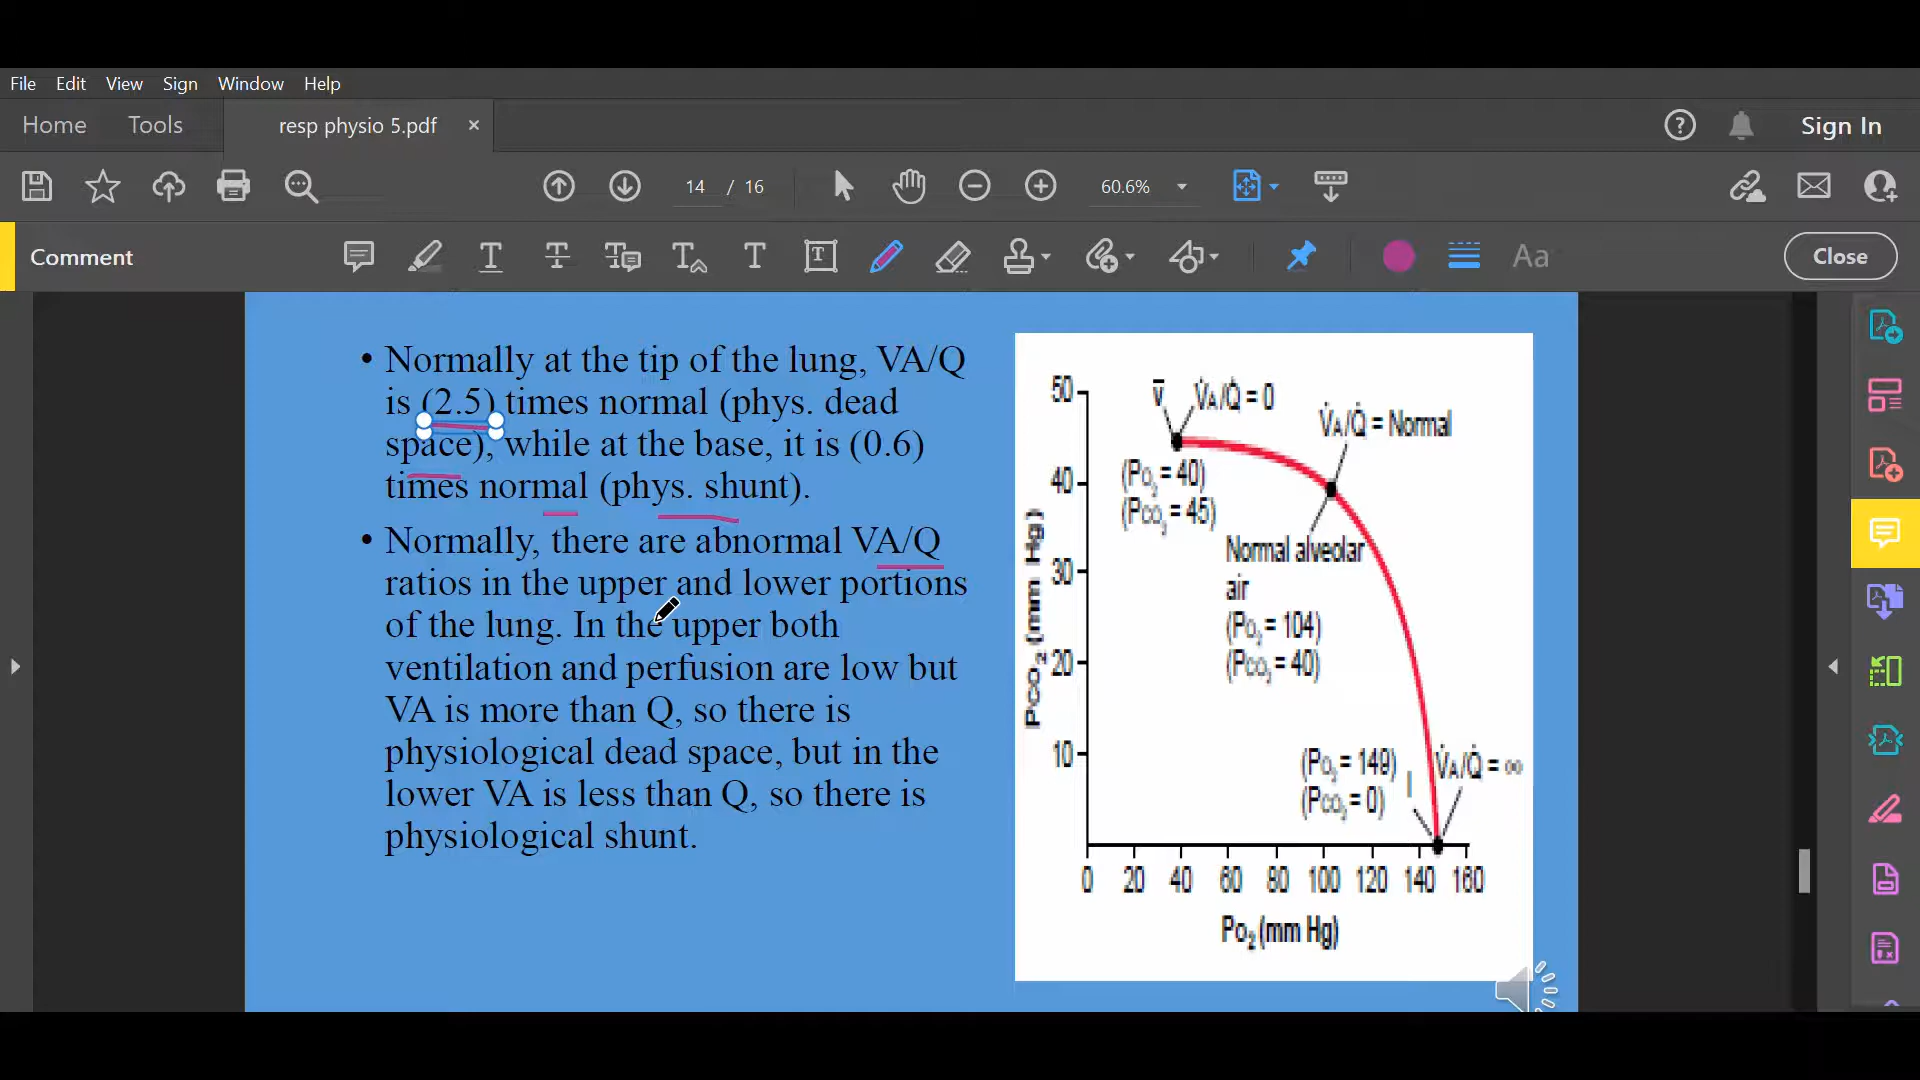 File Edit View Sign Window Help
Home Tools resp physio 5.pdf × Sign In
14 / 16 60.6%
Comment Aa Close
• Normally at the tip of the lung, VA/Q
is (2.5) times normal (phys. dead
space), while at the base, it is (0.6)
times normal (phys. shunt).
• Normally, there are abnormal VA/Q
ratios in the upper and lower portions
of the lung. In the upper both
ventilation and perfusion are low but
VA is more than Q, so there is
physiological dead space, but in the
lower VA is less than Q, so there is
physiological shunt.
50
40
30
20
10
PCO₂ (mm Hg)
v̄ V̇A/Q̇ = 0
V̇A/Q̇ = Normal
(PO₂ = 40)
(PCO₂ = 45)
Normal alveolar
air
(PO₂ = 104)
(PCO₂ = 40)
(PO₂ = 149)
(PCO₂ = 0)
I
V̇A/Q̇ = ∞
0 20 40 60 80 100 120 140 160
Po₂ (mm Hg)